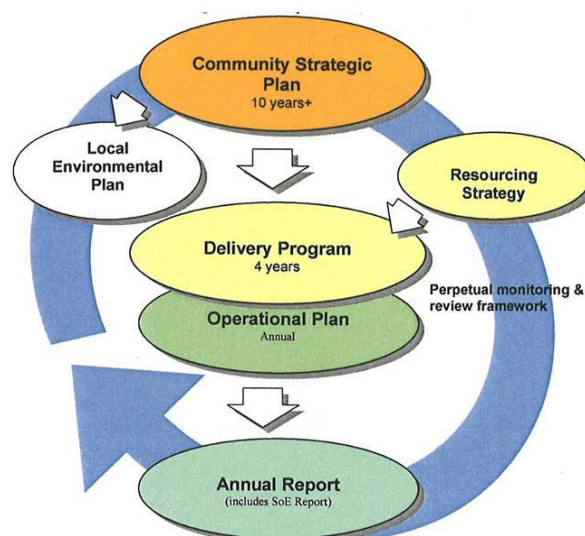 Community Strategic
Plan
10 years+
Local
Environmental
Plan
Resourcing
Strategy
Delivery Program
4 years
Perpetual monitoring &
review framework
Operational Plan
Annual
Annual Report
(includes SoE Report)